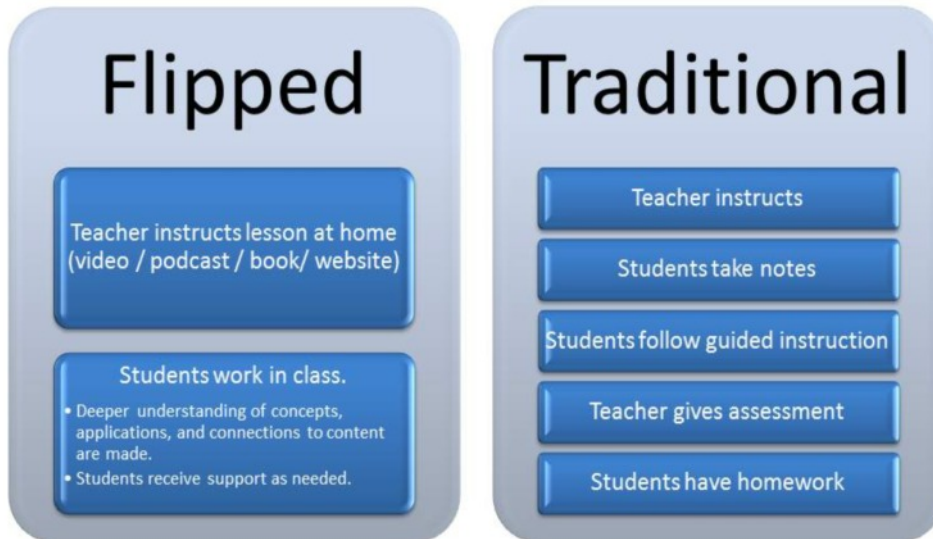 Flipped
Teacher instructs lesson at home
(video / podcast / book/ website)
Students work in class.
• Deeper understanding of concepts,
applications, and connections to content
are made.
• Students receive support as needed.
Traditional
Teacher instructs
Students take notes
Students follow guided instruction
Teacher gives assessment
Students have homework